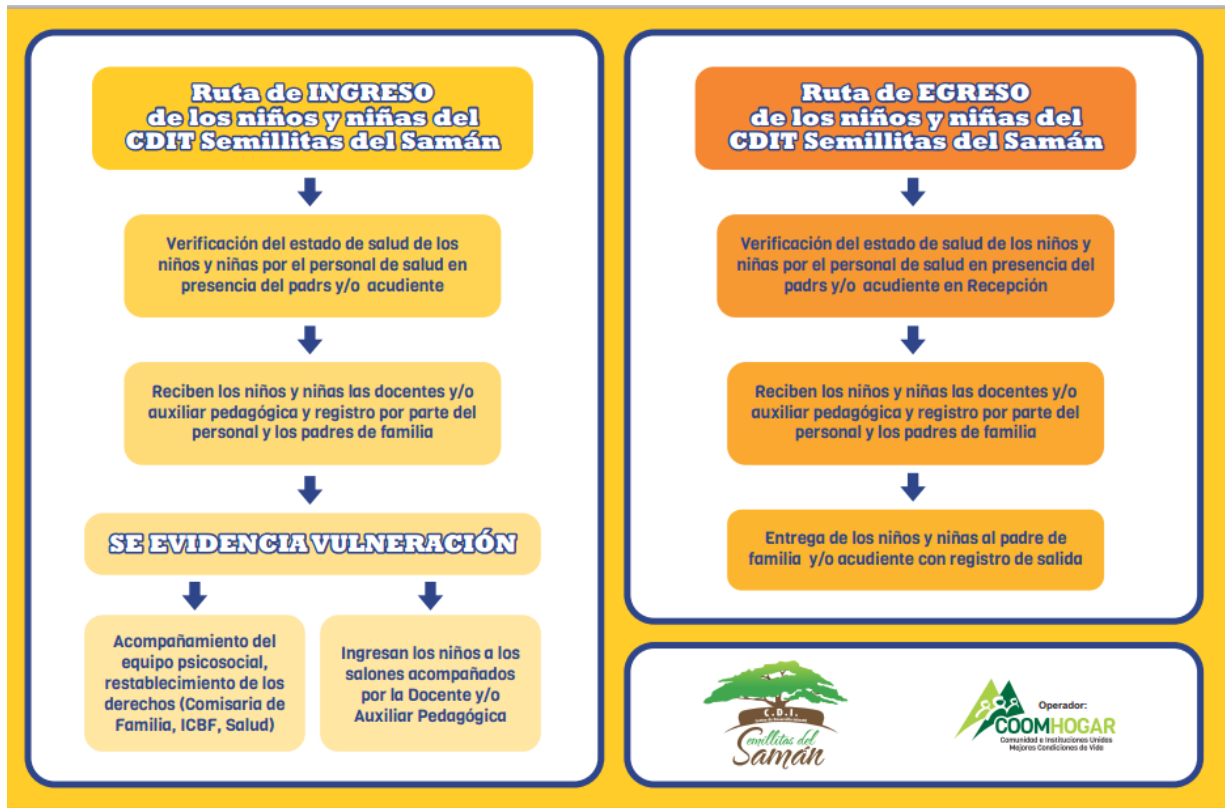 Ruta de INGRESO
de los niños y niñas del
CDIT Semillitas del Samán
Verificación del estado de salud de los
niños y niñas por el personal de salud en
presencia del padrs y/o acudiente
Reciben los niños y niñas las docentes y/o
auxiliar pedagógica y registro por parte del
personal y los padres de familia
SE EVIDENCIA VULNERACIÓN
Acompañamiento del
equipo psicosocial,
restablecimiento de los
derechos (Comisaria de
Familia, ICBF, Salud)
Ingresan los niños a los
salones acompañados
por la Docente y/o
Auxiliar Pedagógica
Ruta de EGRESO
de los niños y niñas del
CDIT Semillitas del Samán
Verificación del estado de salud de los niños y
niñas por el personal de salud en presencia del
padrs y/o acudiente en Recepción
Reciben los niños y niñas las docentes y/o
auxiliar pedagógica y registro por parte del
personal y los padres de familia
Entrega de los niños y niñas al padre de
familia y/o acudiente con registro de salida
C.D.I.
Centro de Desarrollo Infantil
Semillitas del
Samán
Operador:
COOMHOGAR
Comunidad e Instituciones Unidas
Mejores Condiciones de Vida